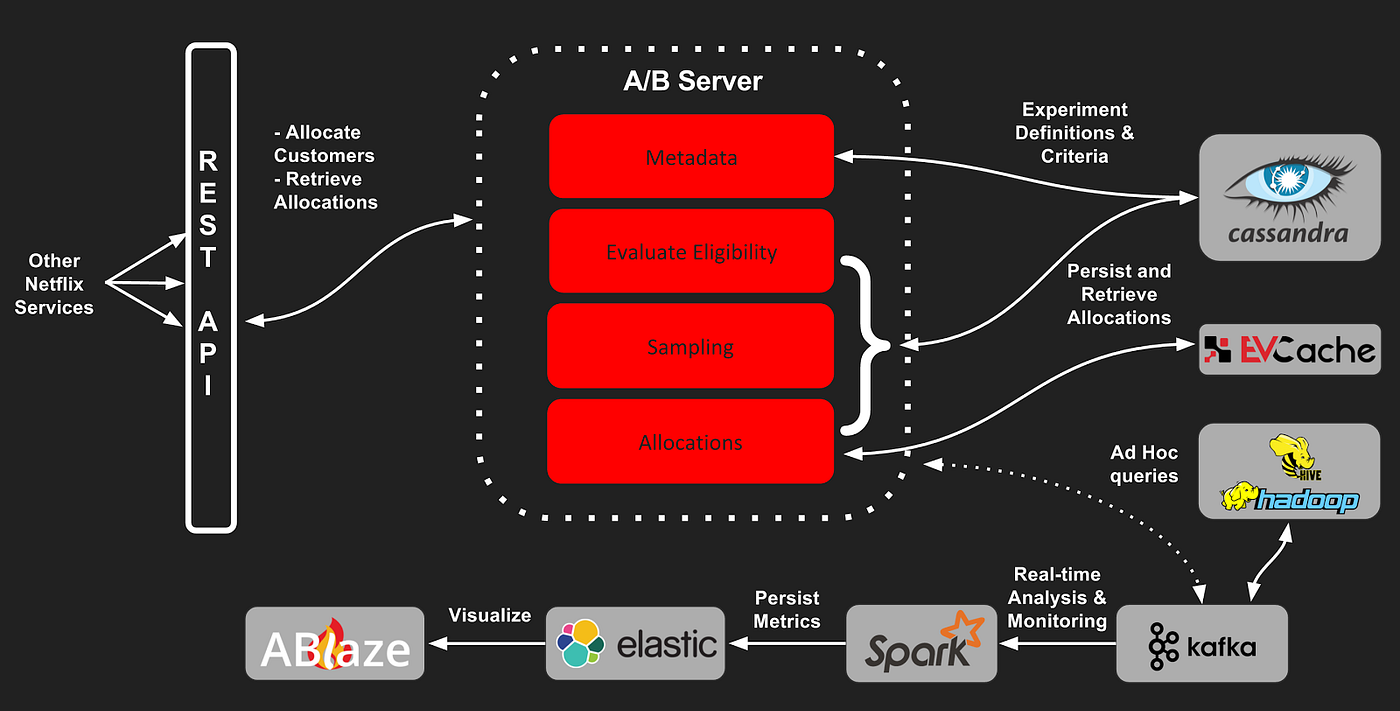 A/B Server
R
E
S
T
A
P
I
- Allocate
Customers
- Retrieve
Allocations
Other
Netflix
Services
Metadata
Evaluate Eligibility
Sampling
Allocations
Experiment
Definitions &
Criteria
cassandra
Persist and
Retrieve
Allocations
EVCache
Ad Hoc
queries
HIVE
hadoop
Real-time
Analysis &
Monitoring
kafka
Spark
Persist
Metrics
elastic
Visualize
ABlaze